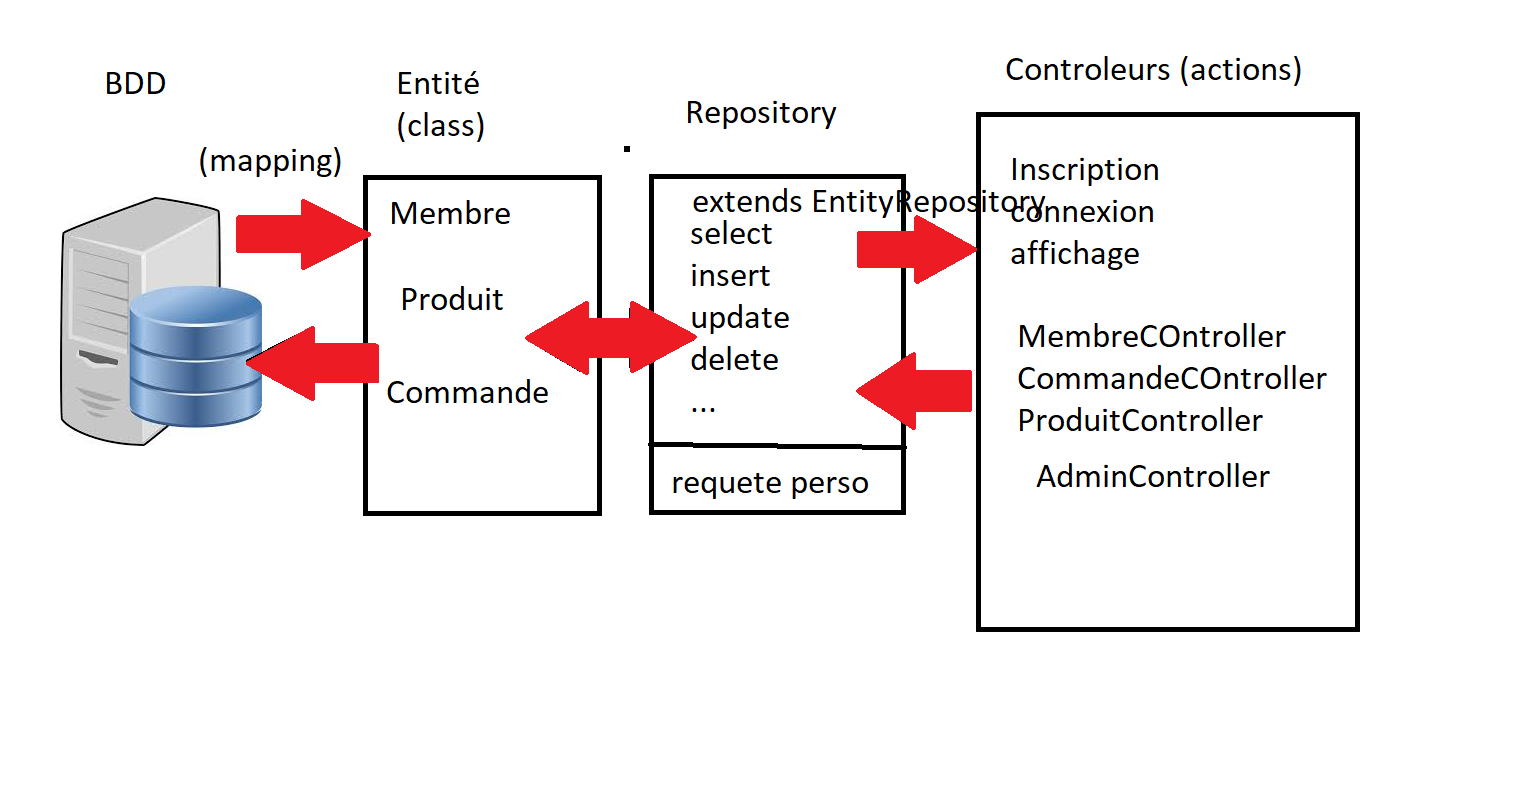 BDD
(mapping)
Entité
(class)
Membre
Produit
Commande
Repository
extends EntityRepository
select
insert
update
delete
...
requete perso
Controleurs (actions)
Inscription
connexion
affichage
MembreCOntroller
CommandeCOntroller
ProduitController
AdminController